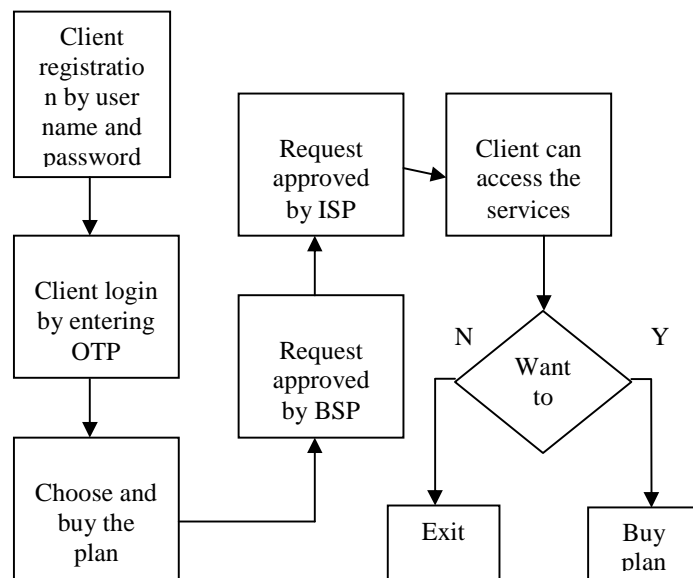 Client
registratio
n by user
name and
password
Client login
by entering
OTP
Choose and
buy the
plan
Request
approved
by BSP
Request
approved
by ISP
Client can
access the
services
Want
to
N
Y
Exit
Buy
plan